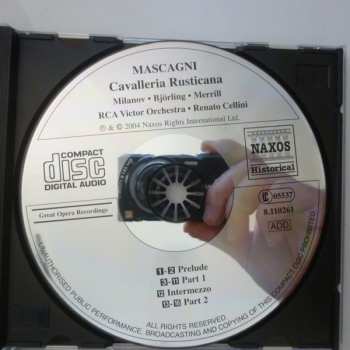 MASCAGNI
Cavalleria Rusticana
Milanov • Björling • Merrill
RCA Victor Orchestra • Renato Cellini
℗ & © 2004 Naxos Rights International Ltd.
COMPACT
disc
DIGITAL AUDIO
NAXOS
Historical
Great Opera Recordings
05537
8.110261
ADD
1 - 2 Prelude
3 - 11 Part 1
12 Intermezzo
13 - 16 Part 2
UNAUTHORISED PUBLIC PERFORMANCE, BROADCASTING AND COPYING OF THIS COMPACT DISC PROHIBITED
ALL RIGHTS RESERVED